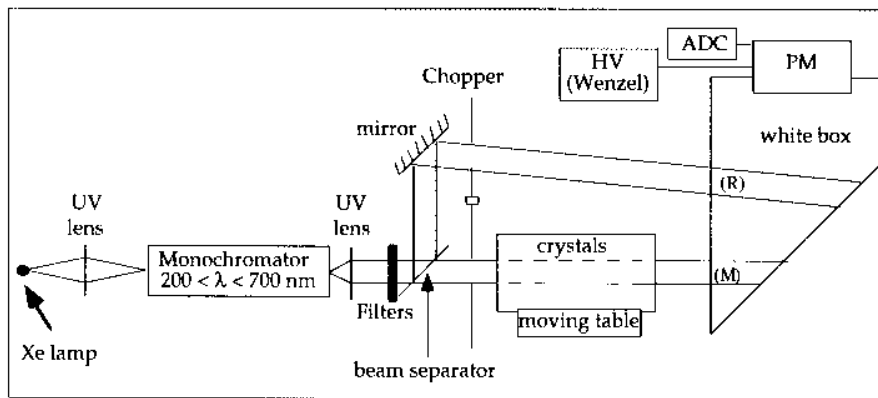 ADC
HV
(Wenzel)
PM
Chopper
mirror
white box
(R)
UV
lens
UV
lens
Monochromator
200 < λ < 700 nm
crystals
(M)
Filters
moving table
Xe lamp
beam separator